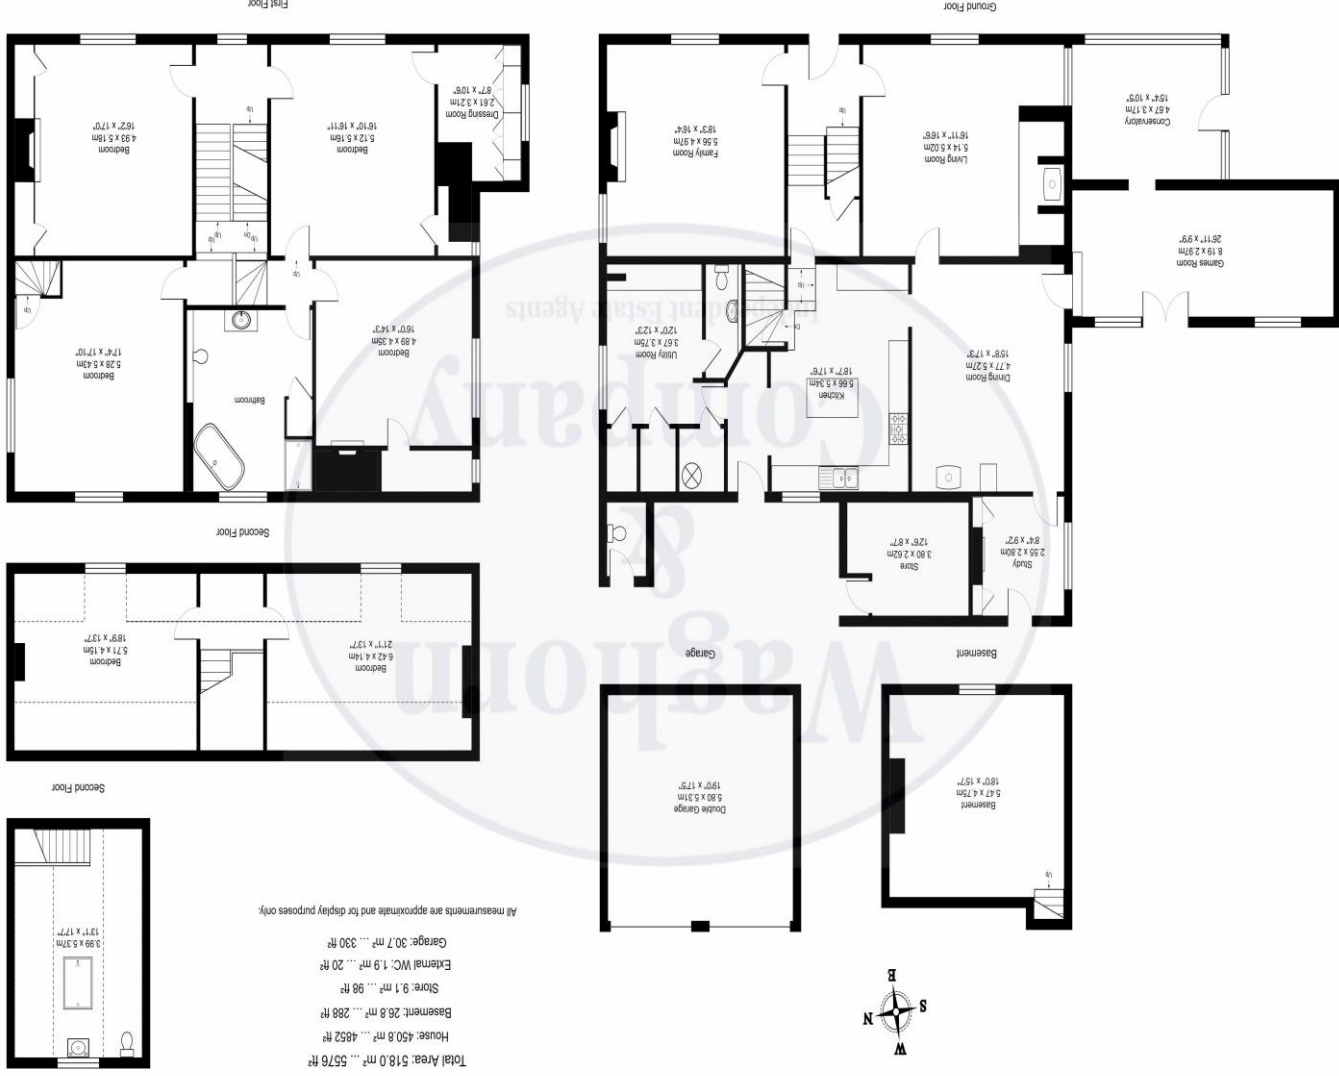 W
S
N
E
Total Area: 518.0 m² ... 5576 ft²
House: 450.8 m² ... 4852 ft²
Basement: 26.8 m² ... 288 ft²
Store: 9.1 m² ... 98 ft²
External WC: 1.9 m² ... 20 ft²
Garage: 30.7 m² ... 330 ft²
All measurements are approximate and for display purposes only.
3.99 x 5.37m
13'1" x 17'7"
Second Floor
Up
Basement
5.47 x 4.75m
18'0" x 15'7"
Basement
Double Garage
5.80 x 5.31m
19'0" x 17'5"
Garage
Bedroom
6.42 x 4.14m
21'1" x 13'7"
Bedroom
5.71 x 4.15m
18'9" x 13'7"
Second Floor
Study
2.55 x 2.80m
8'4" x 9'2"
Store
3.80 x 2.62m
12'6" x 8'7"
Dining Room
4.77 x 5.27m
15'8" x 17'3"
Kitchen
5.66 x 5.34m
18'7" x 17'6"
Utility Room
3.67 x 3.75m
12'0" x 12'3"
Dn
Up
Games Room
8.19 x 2.97m
26'11" x 9'9"
Conservatory
4.67 x 3.17m
15'4" x 10'5"
Living Room
5.14 x 5.02m
16'11" x 16'6"
Up
Family Room
5.56 x 4.97m
18'3" x 16'4"
Ground Floor
Bedroom
4.89 x 4.35m
16'0" x 14'3"
Bathroom
Bedroom
5.28 x 5.43m
17'4" x 17'10"
Up
Up
Up
Dn
Up
Up
Dressing Room
2.61 x 3.21m
8'7" x 10'6"
Bedroom
5.12 x 5.16m
16'10" x 16'11"
Bedroom
4.93 x 5.18m
16'2" x 17'0"
First Floor
Waghorn
&
Company
Independent Estate Agents